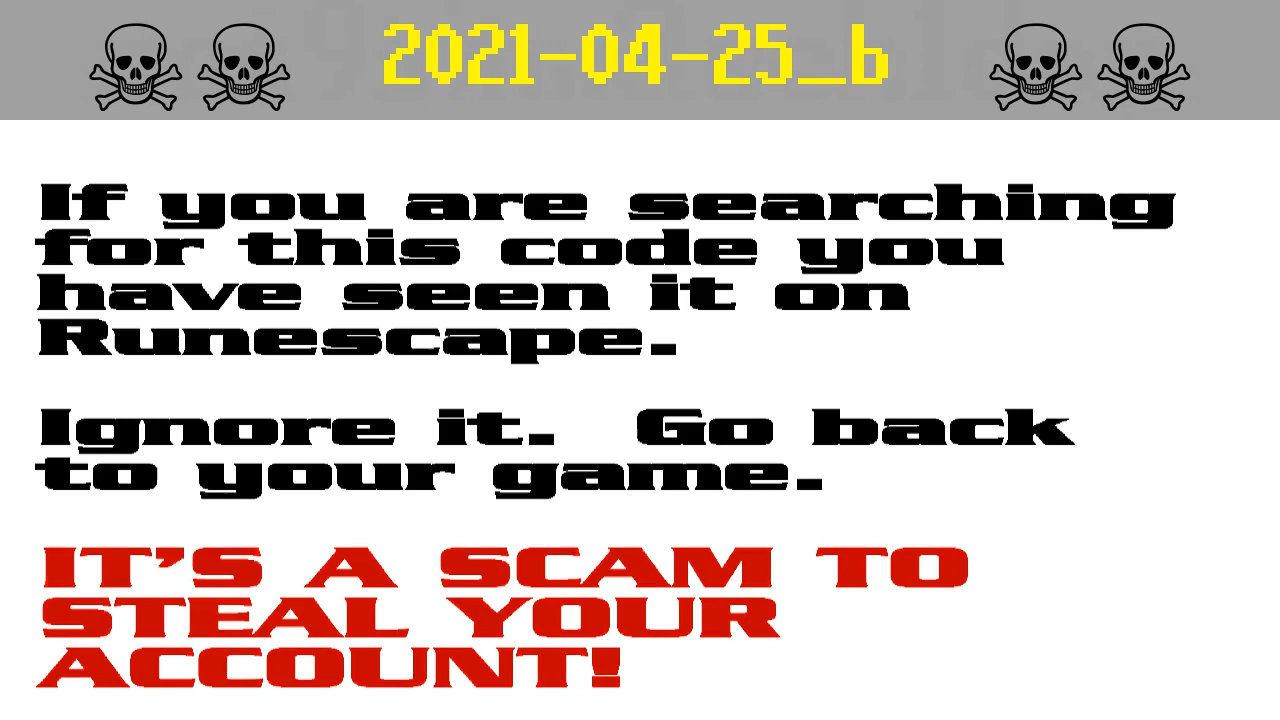 2021-04-25_b
If you are searching
for this code you
have seen it on
Runescape.
Ignore it. Go back
to your game.
IT'S A SCAM TO
STEAL YOUR
ACCOUNT!